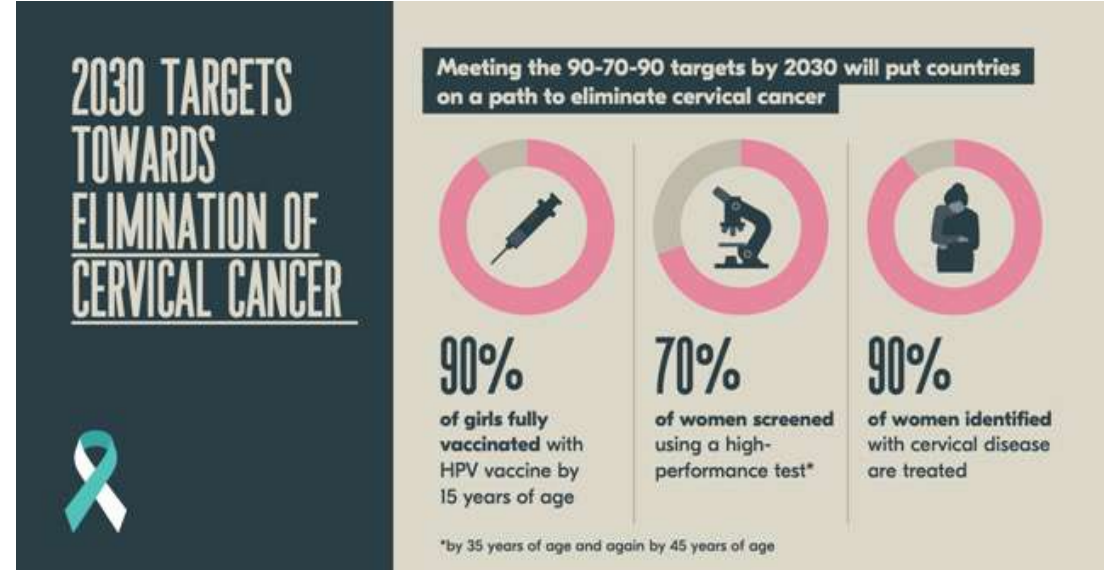 2030 TARGETS
TOWARDS
ELIMINATION OF
CERVICAL CANCER
Meeting the 90-70-90 targets by 2030 will put countries
on a path to eliminate cervical cancer
90%
of girls fully
vaccinated with
HPV vaccine by
15 years of age
70%
of women screened
using a high-
performance test*
90%
of women identified
with cervical disease
are treated
*by 35 years of age and again by 45 years of age